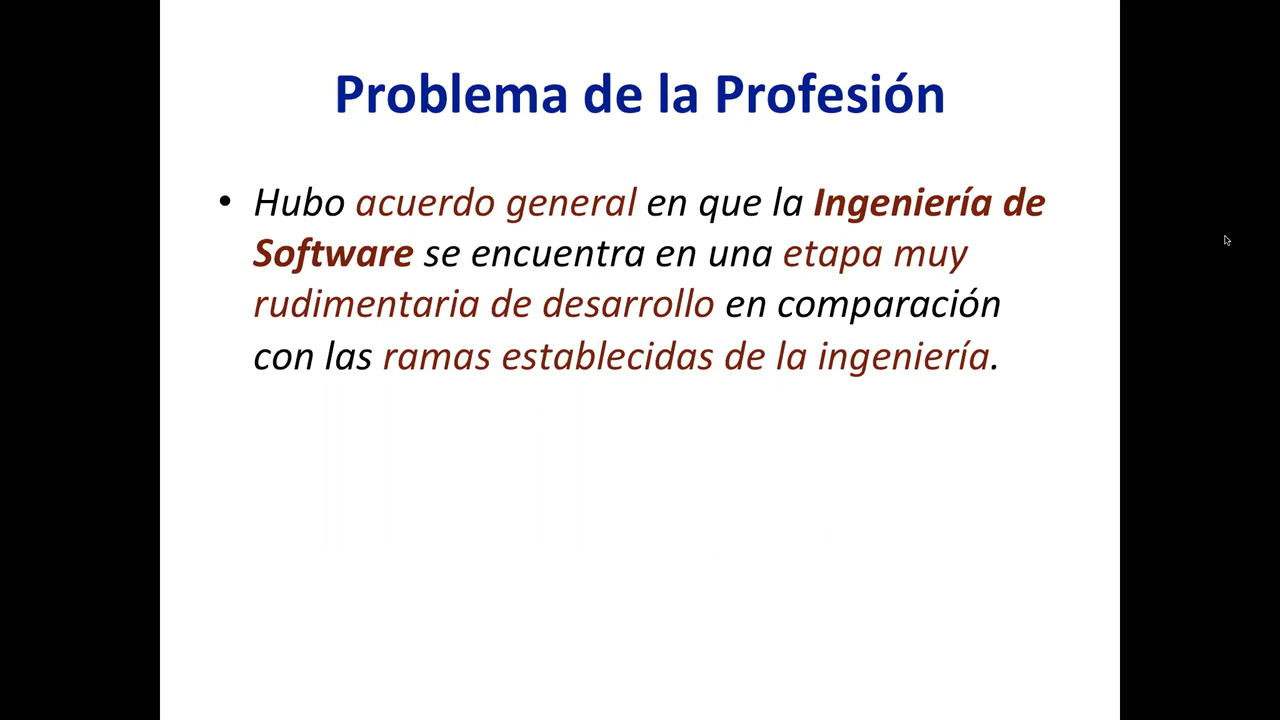 Problema de la Profesión
• Hubo acuerdo general en que la Ingeniería de
Software se encuentra en una etapa muy
rudimentaria de desarrollo en comparación
con las ramas establecidas de la ingeniería.